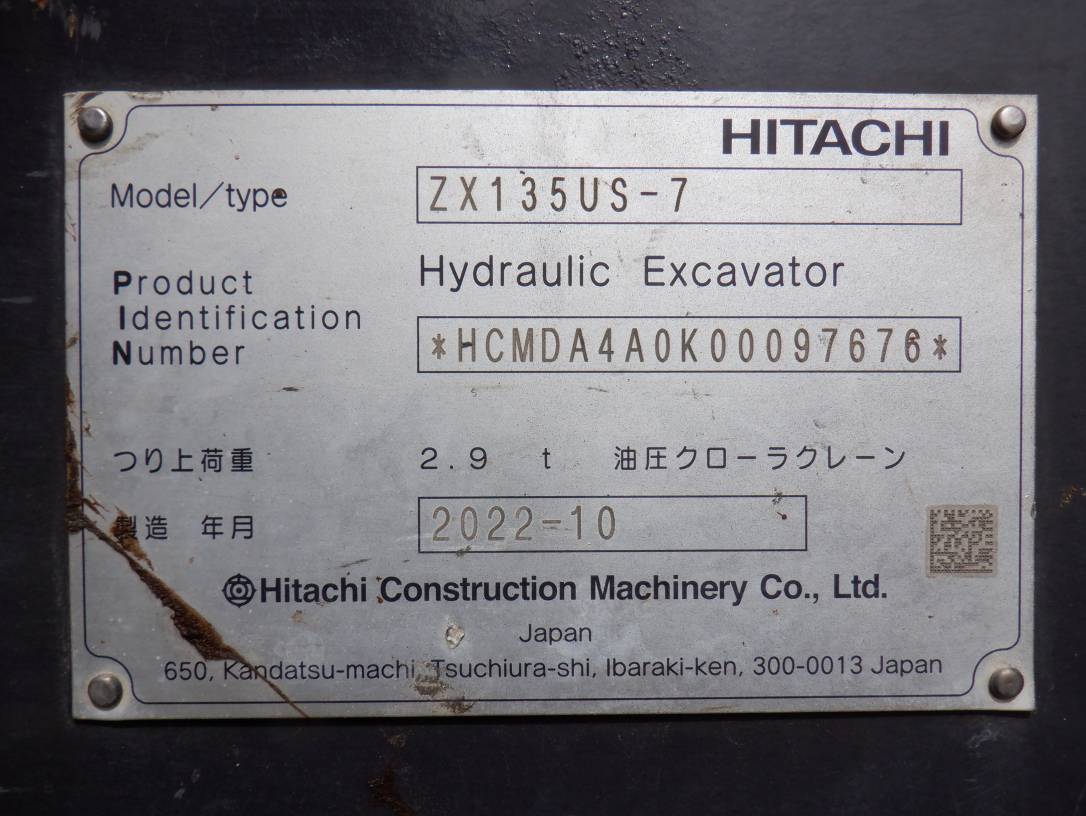 HITACHI
Model/type ZX135US-7
Hydraulic Excavator
Product
Identification
Number *HCMDA4A0K00097676*
つり上荷重 2.9 t 油圧クローラクレーン
製造 年月 2022-10
Hitachi Construction Machinery Co., Ltd.
Japan
650, Kandatsu-machi, Tsuchiura-shi, Ibaraki-ken, 300-0013 Japan